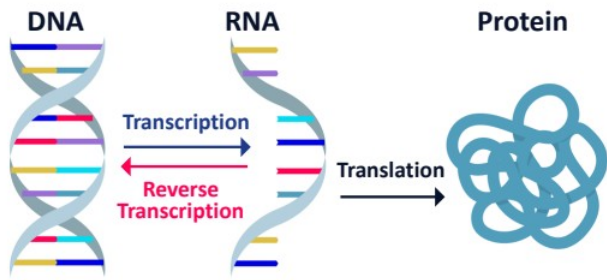 DNA
RNA
Protein
Transcription
Reverse
Transcription
Translation